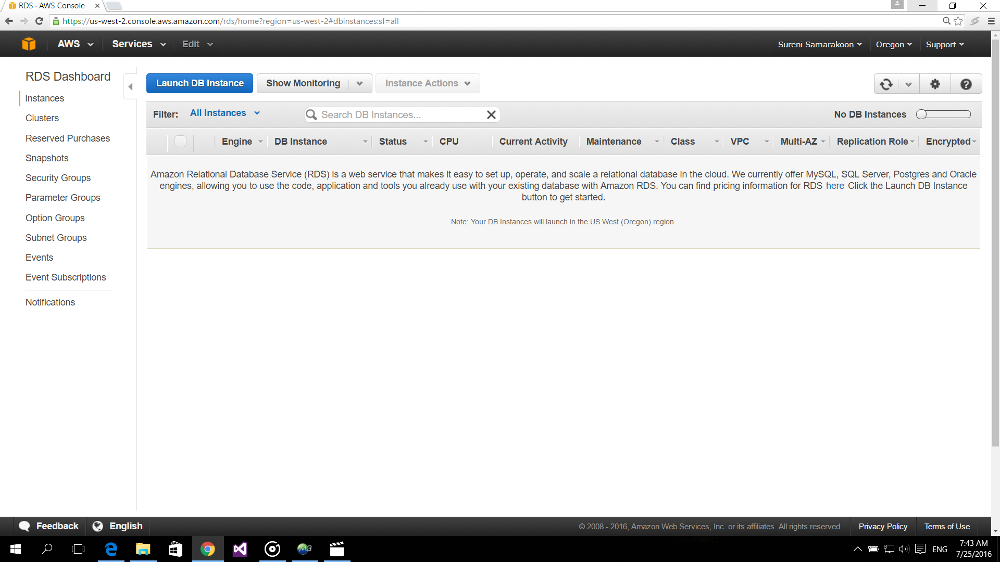 RDS · AWS Console
https://us-west-2.console.aws.amazon.com/rds/home?region=us-west-2#dbinstances:sf=all
AWS Services Edit Sureni Samarakoon Oregon Support
RDS Dashboard
Instances
Clusters
Reserved Purchases
Snapshots
Security Groups
Parameter Groups
Option Groups
Subnet Groups
Events
Event Subscriptions
Notifications
Launch DB Instance Show Monitoring Instance Actions
Filter: All Instances Search DB Instances... No DB Instances
Engine DB Instance Status CPU Current Activity Maintenance Class VPC Multi-AZ Replication Role Encrypted
Amazon Relational Database Service (RDS) is a web service that makes it easy to set up, operate, and scale a relational database in the cloud. We currently offer MySQL, SQL Server, Postgres and Oracle
engines, allowing you to use the code, application and tools you already use with your existing database with Amazon RDS. You can find pricing information for RDS here Click the Launch DB Instance
button to get started.
Note: Your DB Instances will launch in the US West (Oregon) region.
Feedback English © 2008 - 2016, Amazon Web Services, Inc. or its affiliates. All rights reserved. Privacy Policy Terms of Use
M3
ENG
7:43 AM
7/25/2016